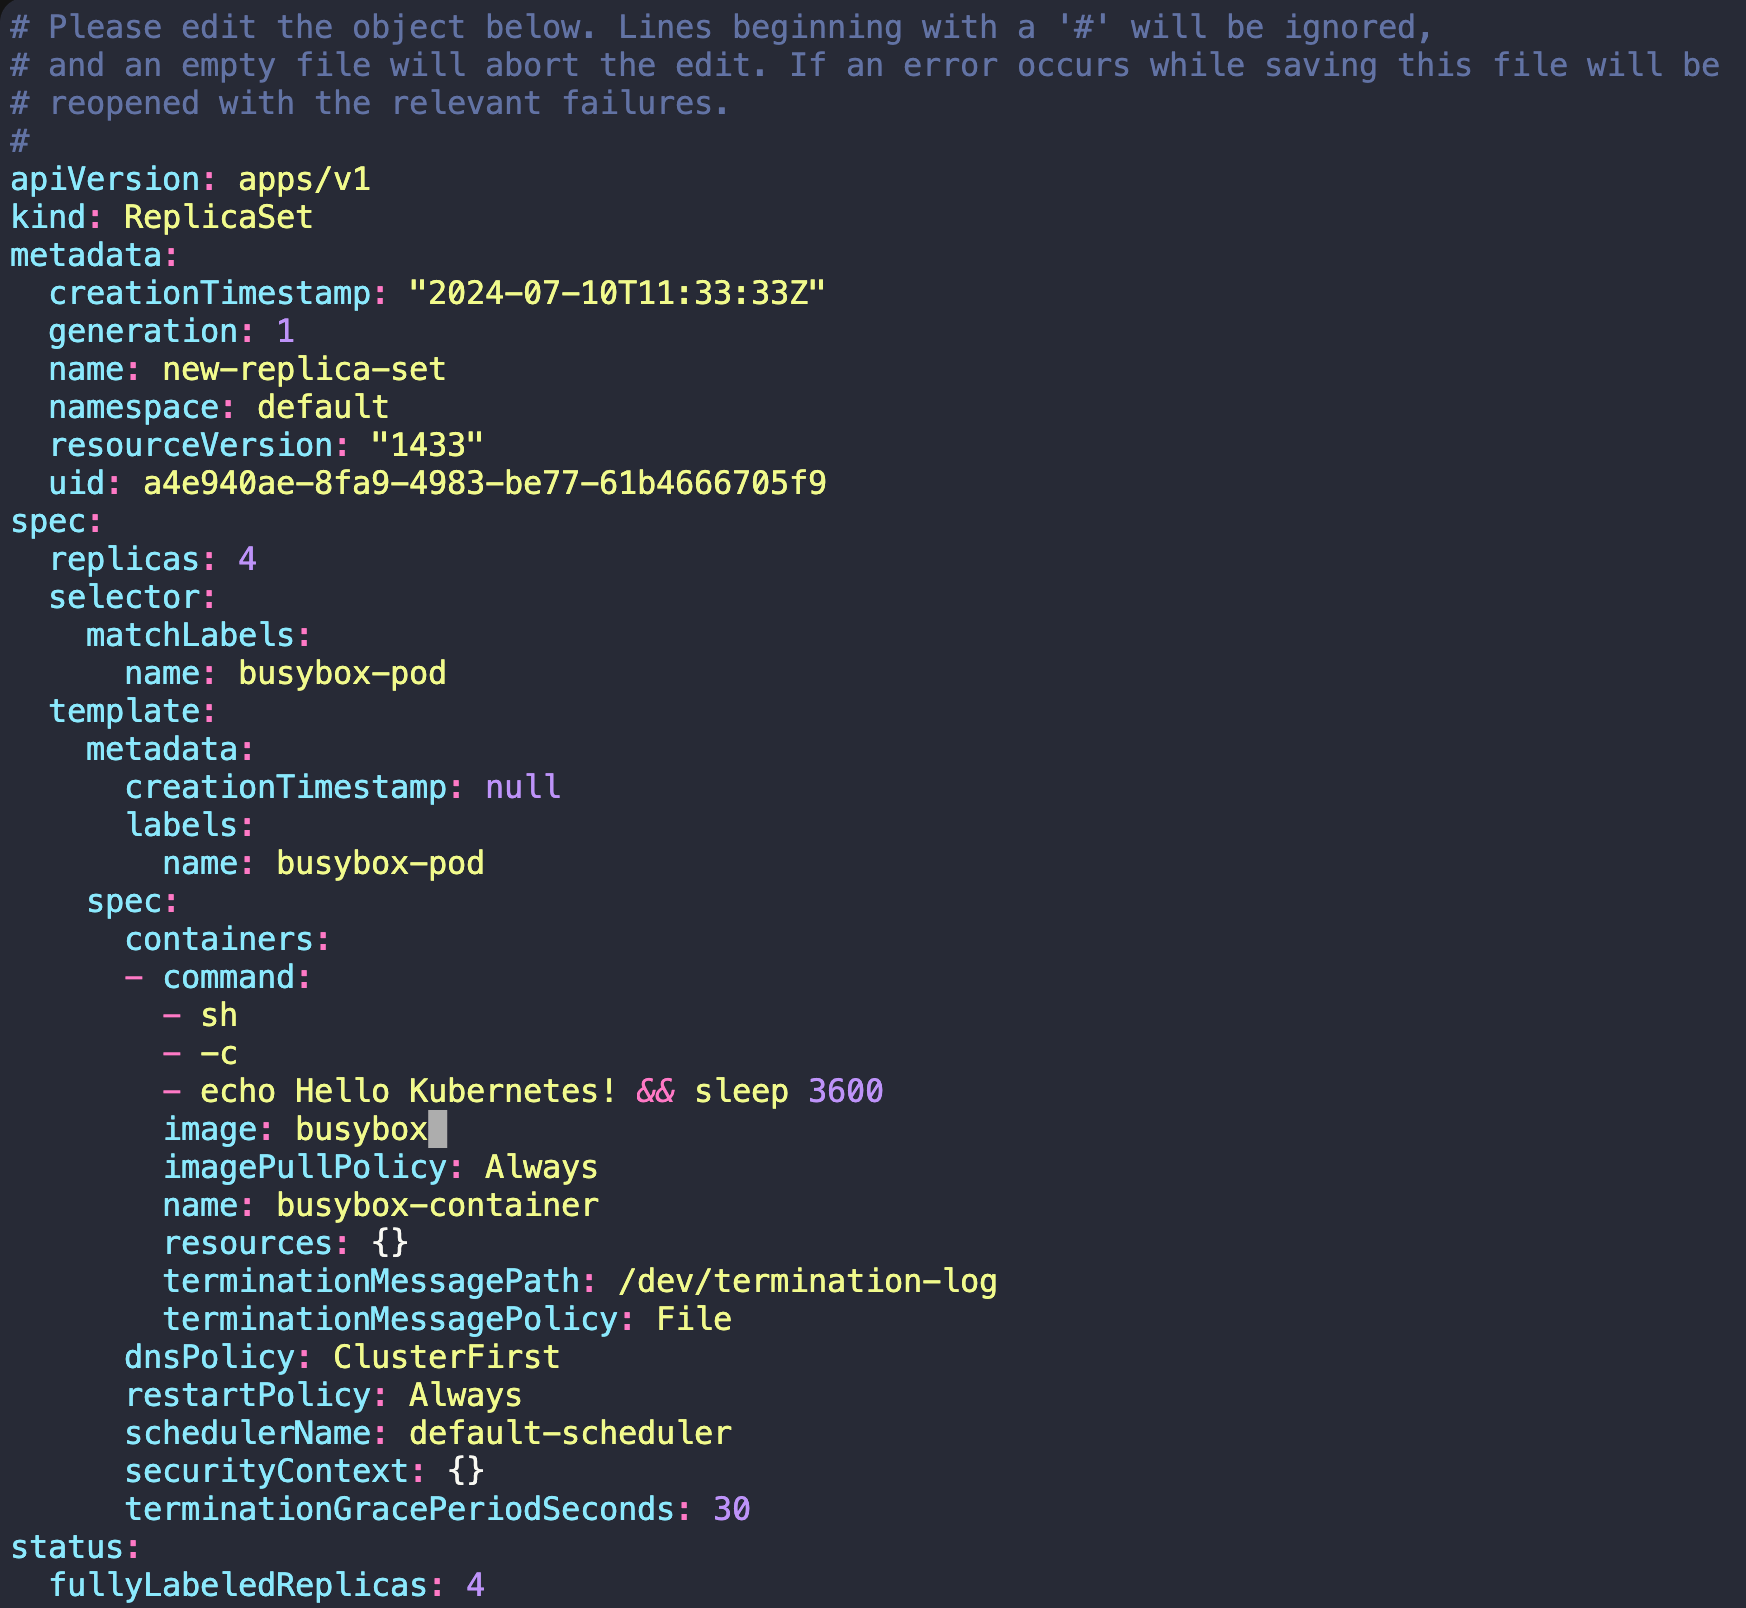 # Please edit the object below. Lines beginning with a '#' will be ignored,
# and an empty file will abort the edit. If an error occurs while saving this file will be
# reopened with the relevant failures.
#
apiVersion: apps/v1
kind: ReplicaSet
metadata:
  creationTimestamp: "2024-07-10T11:33:33Z"
  generation: 1
  name: new-replica-set
  namespace: default
  resourceVersion: "1433"
  uid: a4e940ae-8fa9-4983-be77-61b4666705f9
spec:
  replicas: 4
  selector:
    matchLabels:
      name: busybox-pod
  template:
    metadata:
      creationTimestamp: null
      labels:
        name: busybox-pod
    spec:
      containers:
      - command:
        - sh
        - -c
        - echo Hello Kubernetes! && sleep 3600
        image: busybox
        imagePullPolicy: Always
        name: busybox-container
        resources: {}
        terminationMessagePath: /dev/termination-log
        terminationMessagePolicy: File
      dnsPolicy: ClusterFirst
      restartPolicy: Always
      schedulerName: default-scheduler
      securityContext: {}
      terminationGracePeriodSeconds: 30
status:
  fullyLabeledReplicas: 4